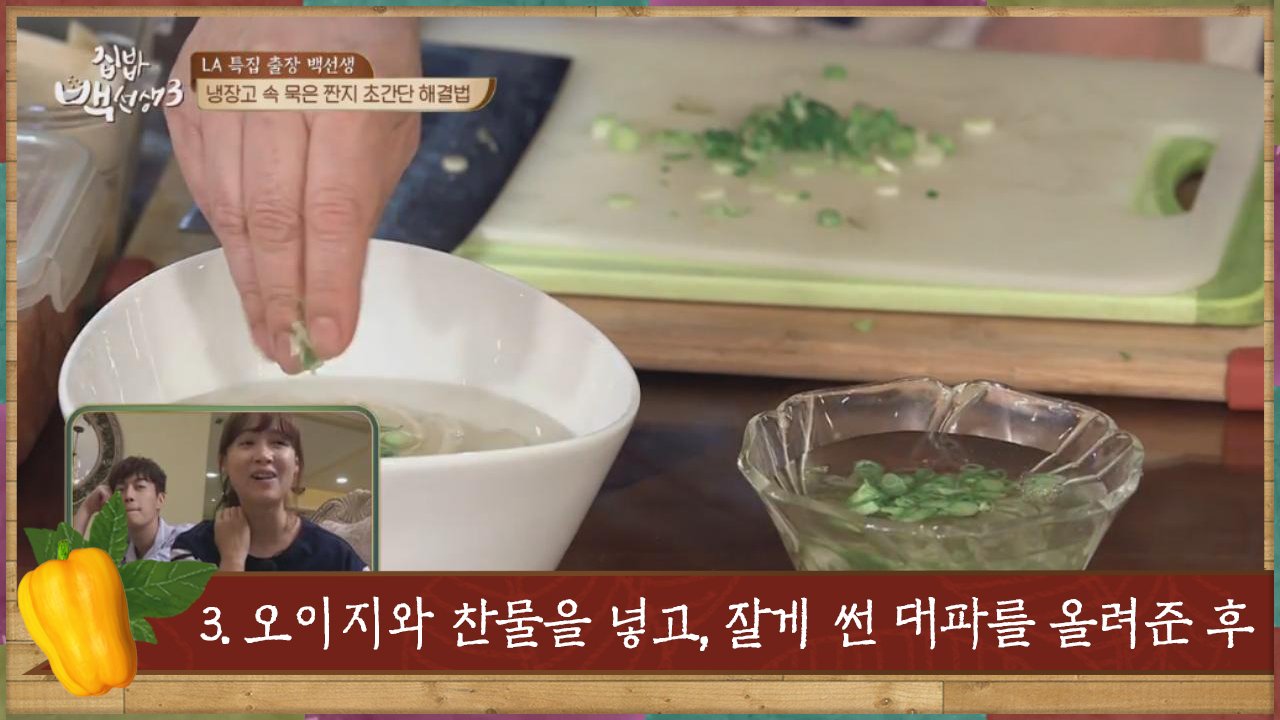 집밥
백선생3
LA 특집 출장 백선생
냉장고 속 묵은 짠지 초간단 해결법
3. 오이지와 찬물을 넣고, 잘게 썬 대파를 올려준 후